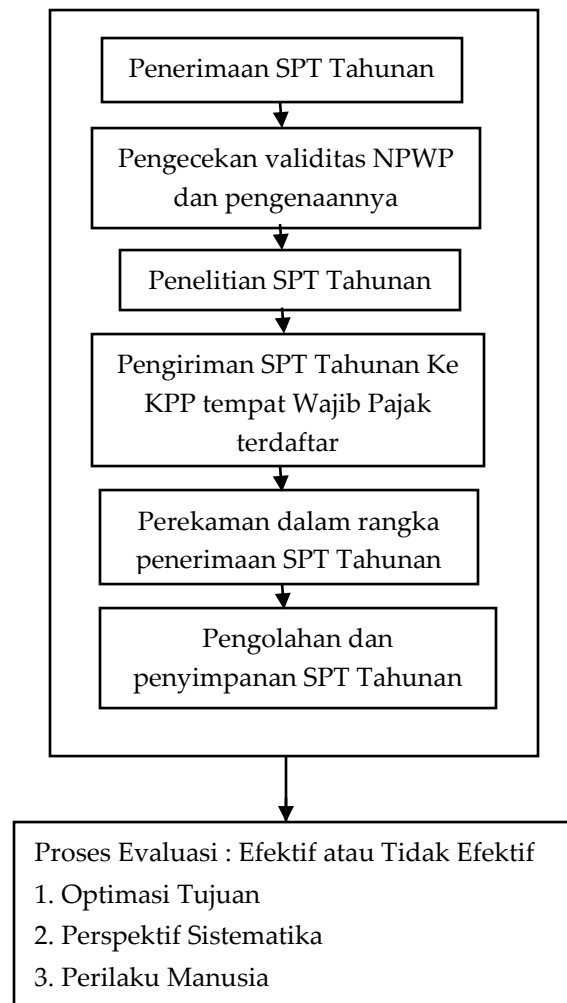 Penerimaan SPT Tahunan
Pengecekan validitas NPWP
dan pengenaannya
Penelitian SPT Tahunan
Pengiriman SPT Tahunan Ke
KPP tempat Wajib Pajak
terdaftar
Perekaman dalam rangka
penerimaan SPT Tahunan
Pengolahan dan
penyimpanan SPT Tahunan
Proses Evaluasi : Efektif atau Tidak Efektif
1. Optimasi Tujuan
2. Perspektif Sistematika
3. Perilaku Manusia